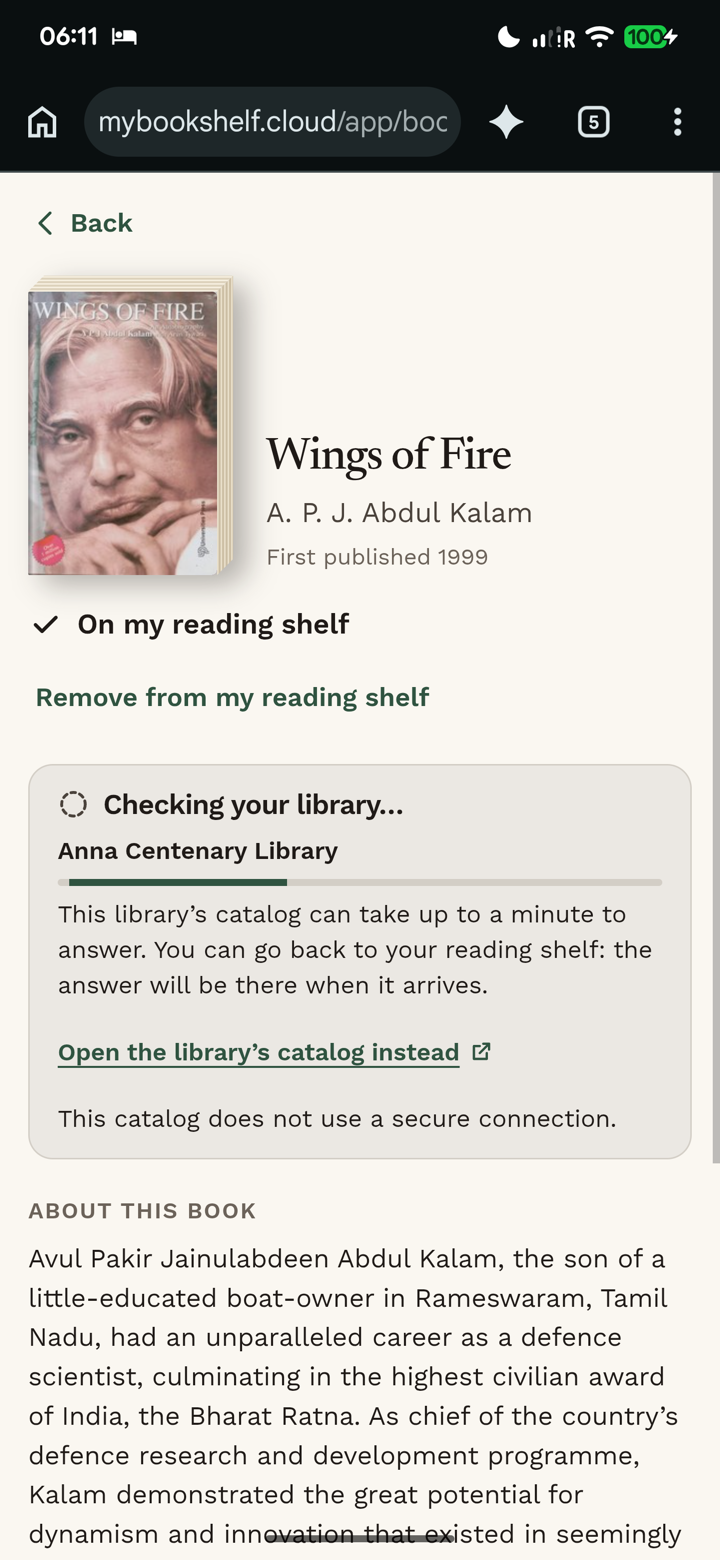 06:11
R
100
mybookshelf.cloud/app/boo
5
Back
WINGS OF FIRE
A P J Abdul Kalam
Wings of Fire
A. P. J. Abdul Kalam
First published 1999
On my reading shelf
Remove from my reading shelf
Checking your library...
Anna Centenary Library
This library's catalog can take up to a minute to
answer. You can go back to your reading shelf: the
answer will be there when it arrives.
Open the library's catalog instead
This catalog does not use a secure connection.
ABOUT THIS BOOK
Avul Pakir Jainulabdeen Abdul Kalam, the son of a
little-educated boat-owner in Rameswaram, Tamil
Nadu, had an unparalleled career as a defence
scientist, culminating in the highest civilian award
of India, the Bharat Ratna. As chief of the country's
defence research and development programme,
Kalam demonstrated the great potential for
dynamism and innovation that existed in seemingly